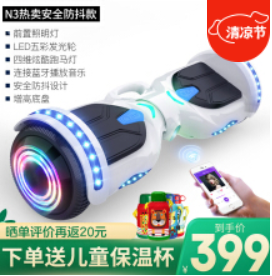 N3热卖安全防抖款
清凉节
前置照明灯
LED五彩发光轮
四维炫酷跑马灯
连接蓝牙播放音乐
安全防抖设计
增高底盘
晒单评价再返20元
下单送儿童保温杯
¥399